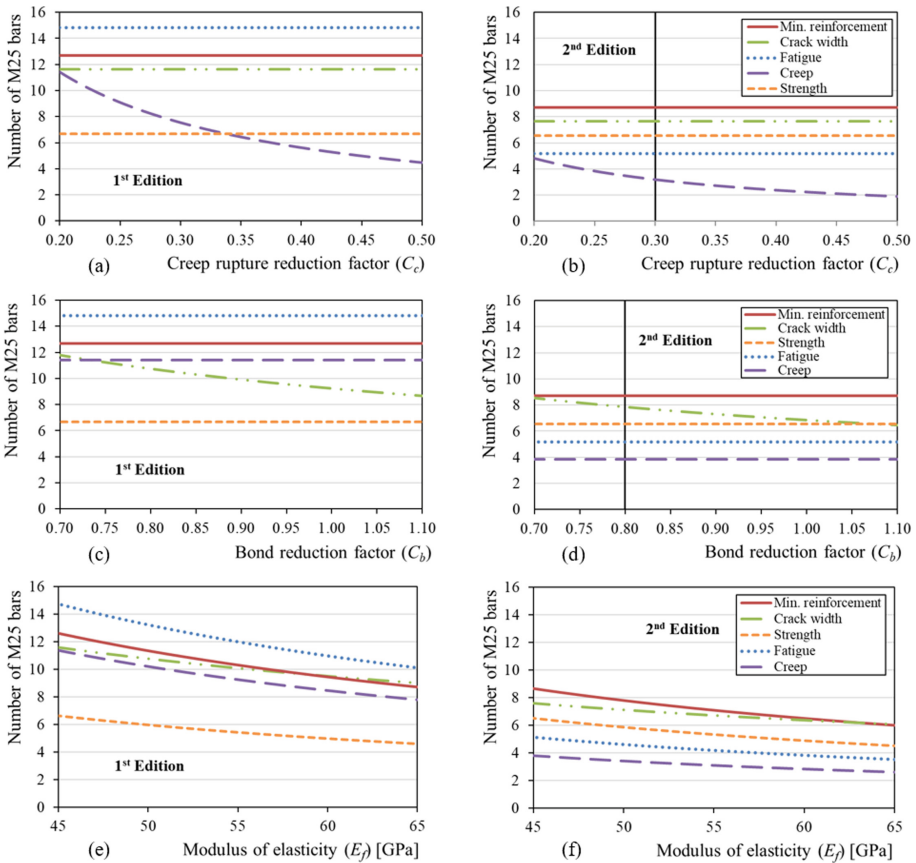 Number of M25 bars
16
14
12
10
8
6
4
2
0
1st Edition
0.20 0.25 0.30 0.35 0.40 0.45 0.50
(a) Creep rupture reduction factor (Cc)
Number of M25 bars
16
14
12
10
8
6
4
2
0
2nd Edition
Min. reinforcement
Crack width
Fatigue
Creep
Strength
0.20 0.25 0.30 0.35 0.40 0.45 0.50
(b) Creep rupture reduction factor (Cc)
Number of M25 bars
16
14
12
10
8
6
4
2
0
1st Edition
0.70 0.75 0.80 0.85 0.90 0.95 1.00 1.05 1.10
(c) Bond reduction factor (Cb)
Number of M25 bars
16
14
12
10
8
6
4
2
0
2nd Edition
Min. reinforcement
Crack width
Strength
Fatigue
Creep
0.70 0.75 0.80 0.85 0.90 0.95 1.00 1.05 1.10
(d) Bond reduction factor (Cb)
Number of M25 bars
16
14
12
10
8
6
4
2
0
1st Edition
45 50 55 60 65
(e) Modulus of elasticity (Ef) [GPa]
Number of M25 bars
16
14
12
10
8
6
4
2
0
2nd Edition
Min. reinforcement
Crack width
Strength
Fatigue
Creep
45 50 55 60 65
(f) Modulus of elasticity (Ef) [GPa]